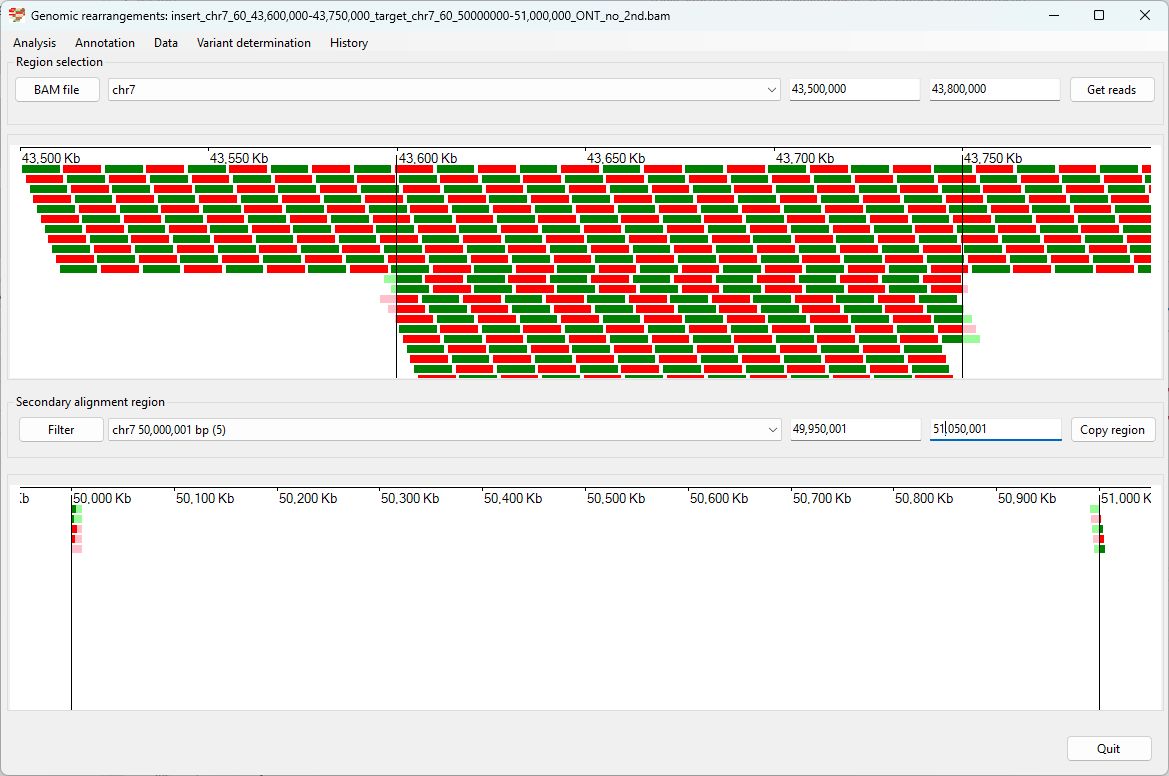 Genomic rearrangements: insert_chr7_60_43,600,000-43,750,000_target_chr7_60_50000000-51,000,000_ONT_no_2nd.bam
Analysis Annotation Data Variant determination History
Region selection
BAM file chr7 43,500,000 43,800,000 Get reads
43,500 Kb 43,550 Kb 43,600 Kb 43,650 Kb 43,700 Kb 43,750 Kb
Secondary alignment region
Filter chr7 50,000,001 bp (5) 49,950,001 51,050,001 Copy region
50,000 Kb 50,100 Kb 50,200 Kb 50,300 Kb 50,400 Kb 50,500 Kb 50,600 Kb 50,700 Kb 50,800 Kb 50,900 Kb 51,000 K
Quit